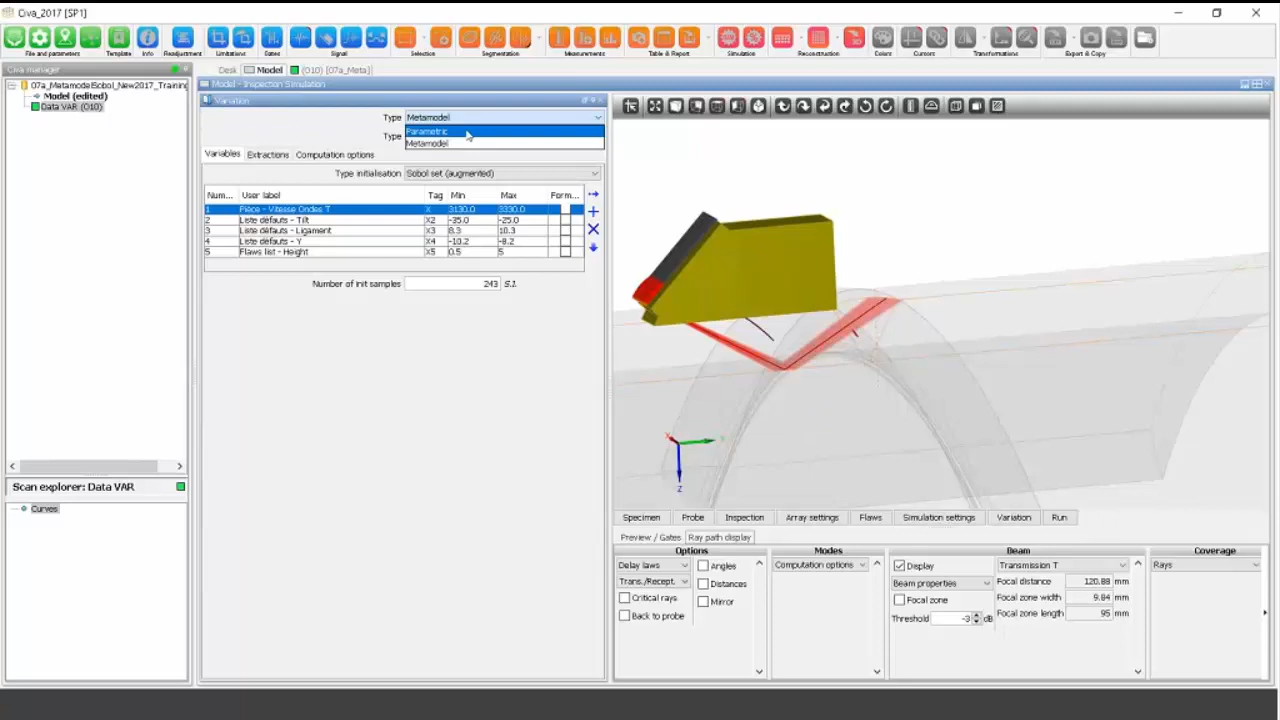 Civa_2017 [SP1]
File and parameters
Template
Info
Readjustment
Limitations
Gates
Signal
Selection
Segmentation
Measurements
Table & Report
Simulation
Reconstruction
Colors
Cursors
Transformations
Export & Copy
Civa manager
Desk
Model
(O10) [07a_Meta]
07a_MetamodelSobol_New2017_Training
Model (edited)
Data VAR (O10)
Model - Inspection Simulation
Variation
Type Metamodel
Parametric
Type
Metamodel
Variables Extractions Computation options
Type initialisation Sobol set (augmented)
Num... User label Tag Min Max Form...
1 Pièce - Vitesse Ondes T X 3130.0 3330.0
2 Liste défauts - Tilt X2 -35.0 -25.0
3 Liste défauts - Ligament X3 8.3 10.3
4 Liste défauts - Y X4 -10.2 -8.2
5 Flaws list - Height X5 0.5 5
Number of init samples 243 S.I.
X
Z
Scan explorer: Data VAR
Curves
Specimen Probe Inspection Array settings Flaws Simulation settings Variation Run
Preview / Gates Ray path display
Options Modes Beam Coverage
Delay laws Angles Computation options Display Transmission T Rays
Trans./Recept. Distances Beam properties Focal distance 120.88 mm
Critical rays Mirror Focal zone Focal zone width 9.84 mm
Back to probe Threshold -3 dB Focal zone length 95 mm